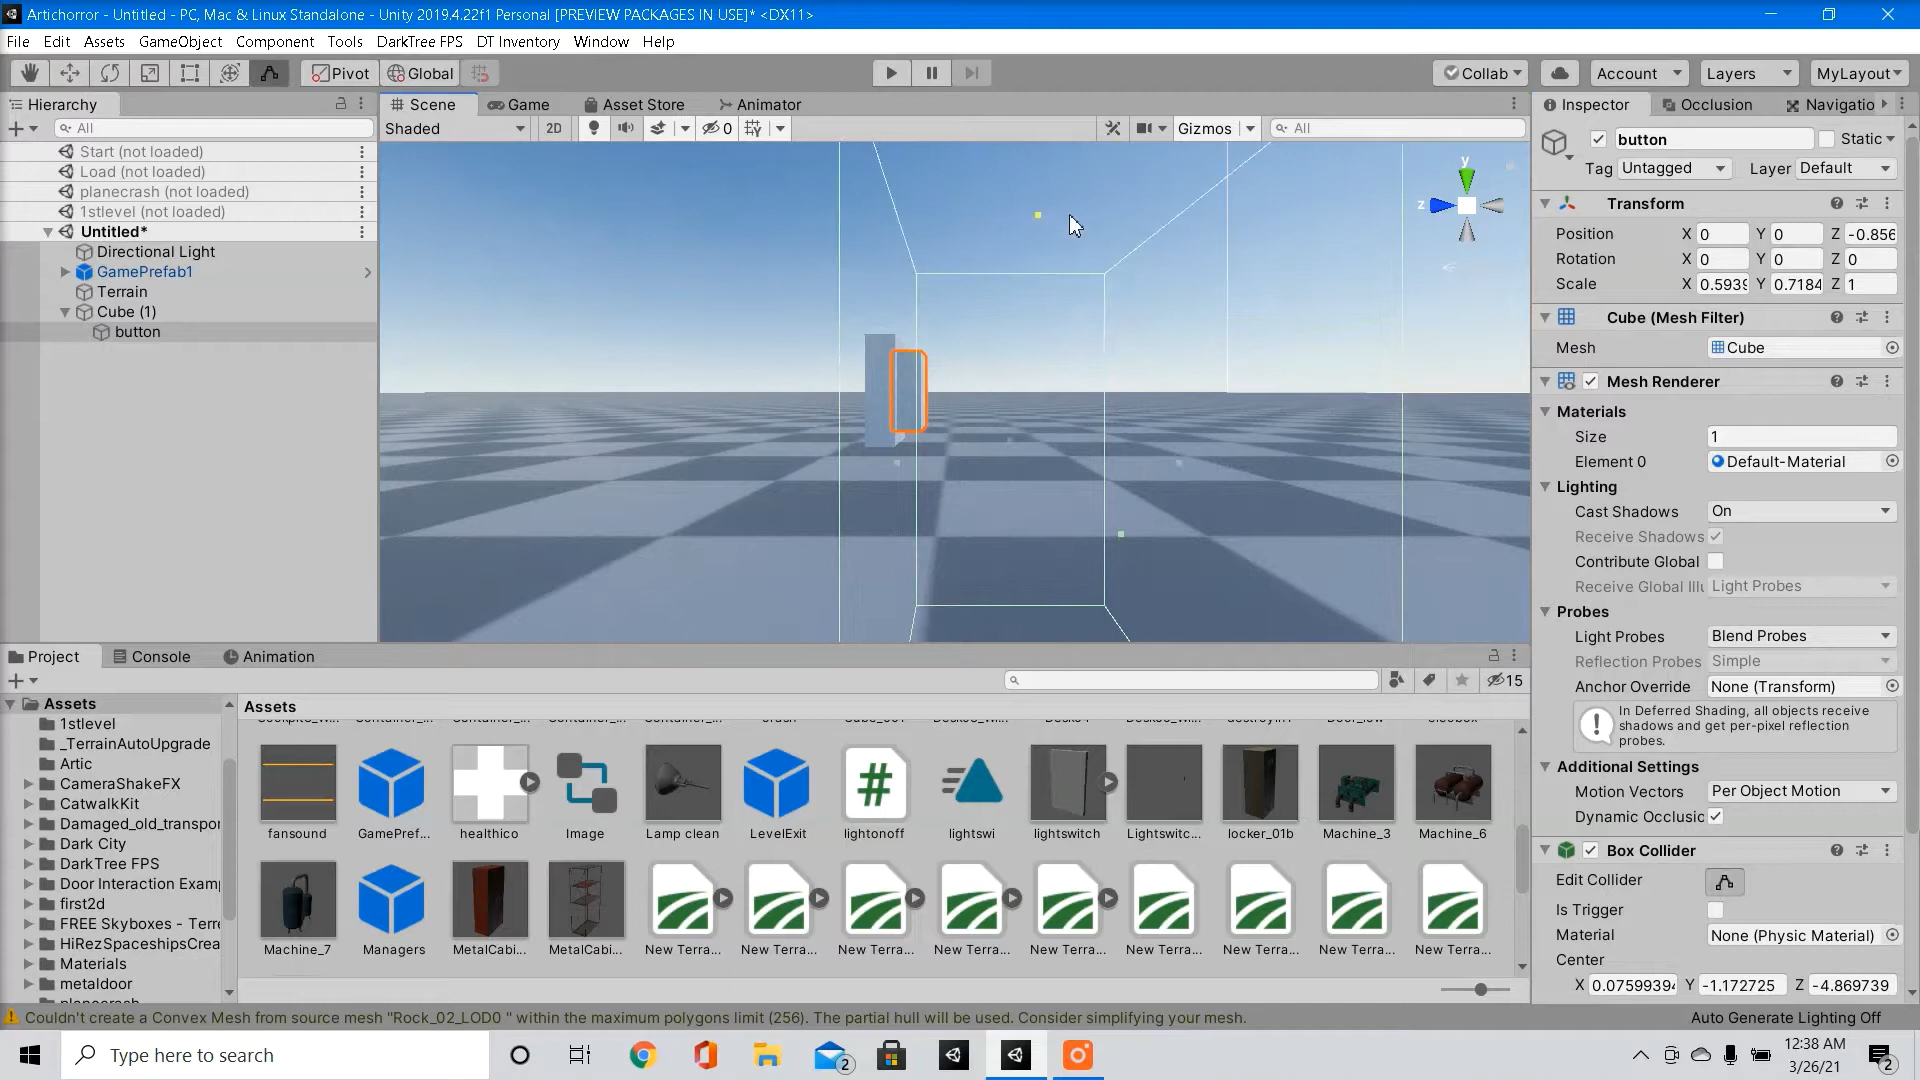 Artichorror - Untitled - PC, Mac & Linux Standalone - Unity 2019.4.22f1 Personal [PREVIEW PACKAGES IN USE]* <DX11>
File Edit Assets GameObject Component Tools DarkTree FPS DT Inventory Window Help
Pivot Global Collab Account Layers MyLayout
Hierarchy
All
Start (not loaded)
Load (not loaded)
planecrash (not loaded)
1stlevel (not loaded)
Untitled*
Directional Light
GamePrefab1
Terrain
Cube (1)
button
Scene Game Asset Store Animator
Shaded 2D 0 Gizmos All
y
z
Inspector Occlusion Navigatio
button Static
Tag Untagged Layer Default
Transform
Position X 0 Y 0 Z -0.856
Rotation X 0 Y 0 Z 0
Scale X 0.5939 Y 0.7184 Z 1
Cube (Mesh Filter)
Mesh Cube
Mesh Renderer
Materials
Size 1
Element 0 Default-Material
Lighting
Cast Shadows On
Receive Shadows
Contribute Global
Receive Global Illu Light Probes
Probes
Light Probes Blend Probes
Reflection Probes Simple
Anchor Override None (Transform)
In Deferred Shading, all objects receive
shadows and get per-pixel reflection
probes.
Additional Settings
Motion Vectors Per Object Motion
Dynamic Occlusic
Box Collider
Edit Collider
Is Trigger
Material None (Physic Material)
Center
X 0.0759939 Y -1.172725 Z -4.869739
Project Console Animation
15
Assets
1stlevel
_TerrainAutoUpgrade
Artic
CameraShakeFX
CatwalkKit
Damaged_old_transpor
Dark City
DarkTree FPS
Door Interaction Examp
first2d
FREE Skyboxes - Terre
HiRezSpaceshipsCrea
Materials
metaldoor
Assets
fansound GamePref... healthico Image Lamp clean LevelExit lightonoff lightswi lightswitch Lightswitc... locker_01b Machine_3 Machine_6
Machine_7 Managers MetalCabi... MetalCabi... New Terra... New Terra... New Terra... New Terra... New Terra... New Terra... New Terra... New Terra... New Terra...
Couldn't create a Convex Mesh from source mesh "Rock_02_LOD0 " within the maximum polygons limit (256). The partial hull will be used. Consider simplifying your mesh.
Auto Generate Lighting Off
Type here to search
2
12:38 AM
3/26/21
2